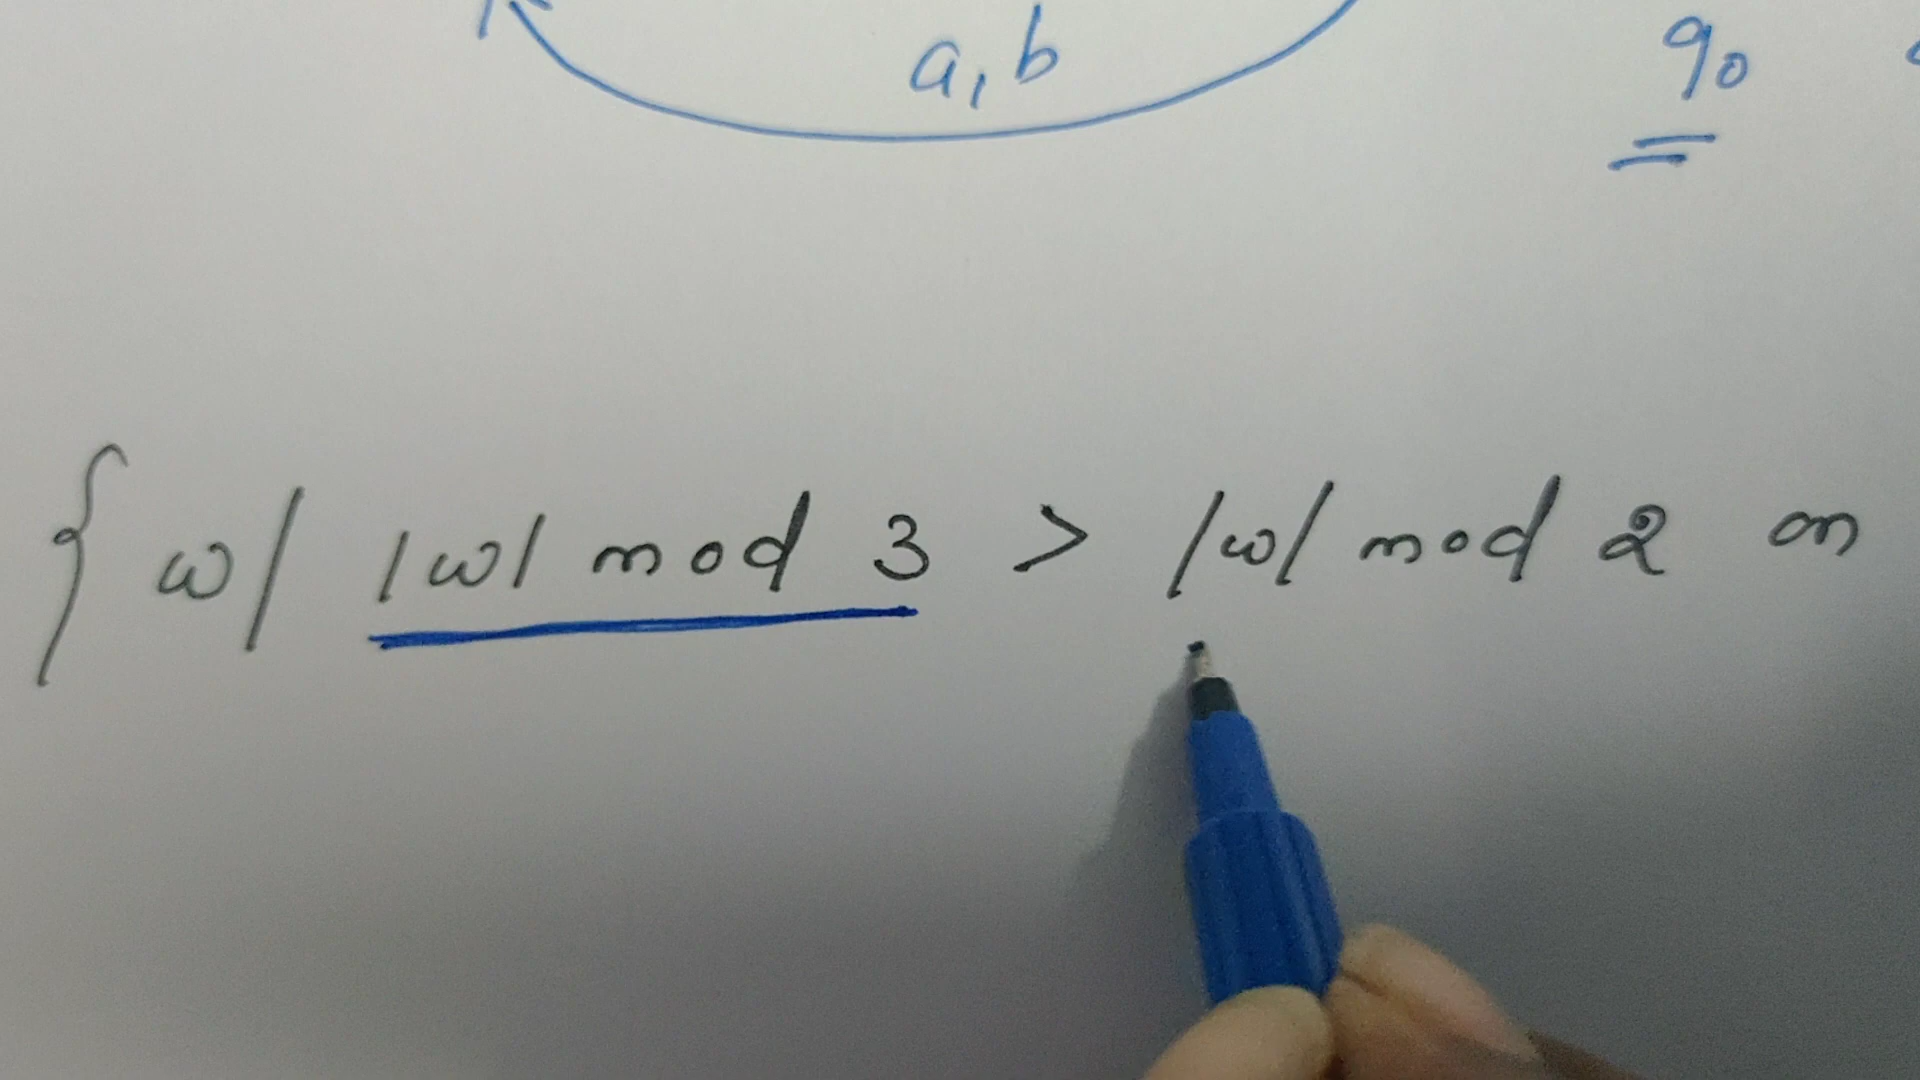 a, b
q0
{ w/ |w| mod 3 > |w| mod 2 on